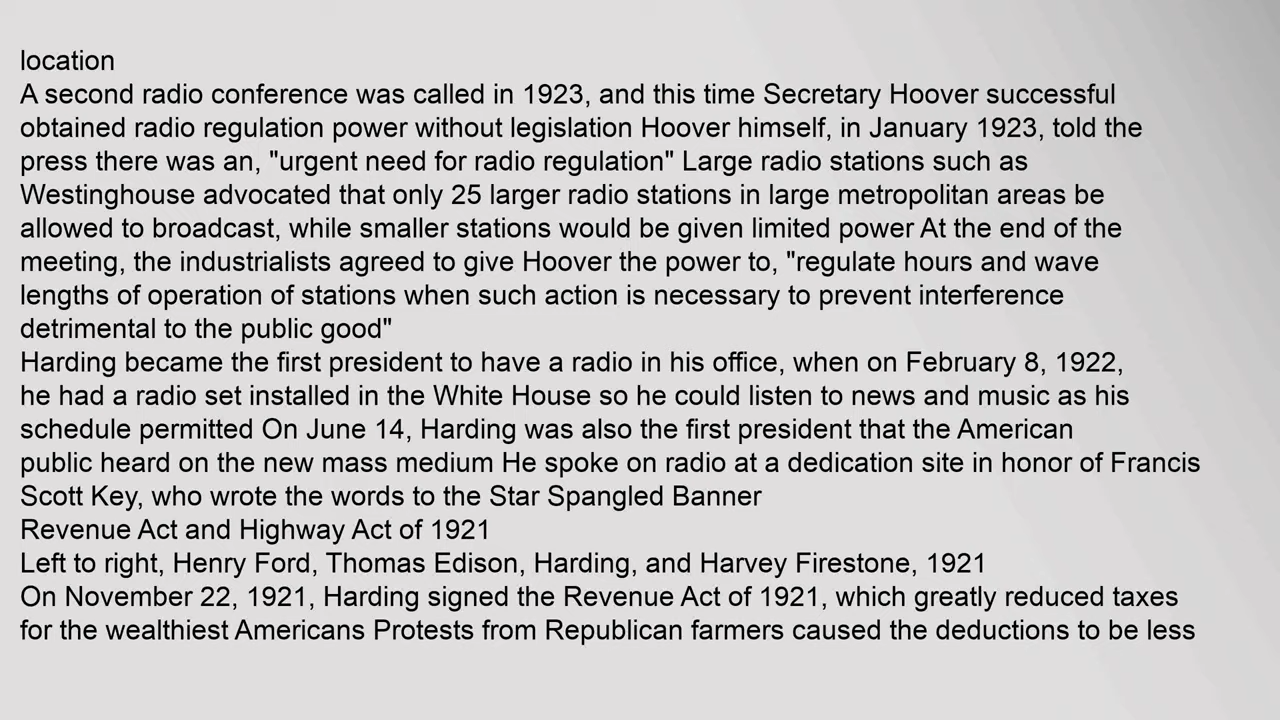 location
A second radio conference was called in 1923, and this time Secretary Hoover successful
obtained radio regulation power without legislation Hoover himself, in January 1923, told the
press there was an, "urgent need for radio regulation" Large radio stations such as
Westinghouse advocated that only 25 larger radio stations in large metropolitan areas be
allowed to broadcast, while smaller stations would be given limited power At the end of the
meeting, the industrialists agreed to give Hoover the power to, "regulate hours and wave
lengths of operation of stations when such action is necessary to prevent interference
detrimental to the public good"
Harding became the first president to have a radio in his office, when on February 8, 1922,
he had a radio set installed in the White House so he could listen to news and music as his
schedule permitted On June 14, Harding was also the first president that the American
public heard on the new mass medium He spoke on radio at a dedication site in honor of Francis
Scott Key, who wrote the words to the Star Spangled Banner
Revenue Act and Highway Act of 1921
Left to right, Henry Ford, Thomas Edison, Harding, and Harvey Firestone, 1921
On November 22, 1921, Harding signed the Revenue Act of 1921, which greatly reduced taxes
for the wealthiest Americans Protests from Republican farmers caused the deductions to be less